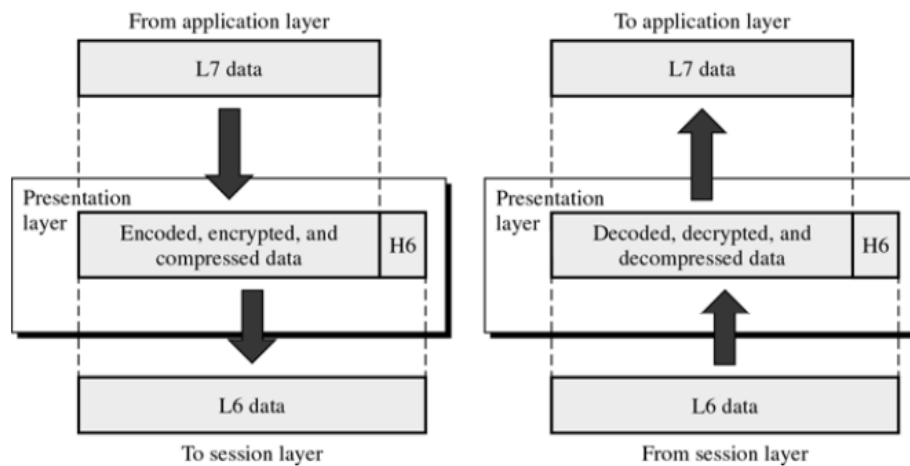 From application layer
L7 data
Presentation
layer
Encoded, encrypted, and
compressed data
H6
L6 data
To session layer
To application layer
L7 data
Presentation
layer
Decoded, decrypted, and
decompressed data
H6
L6 data
From session layer